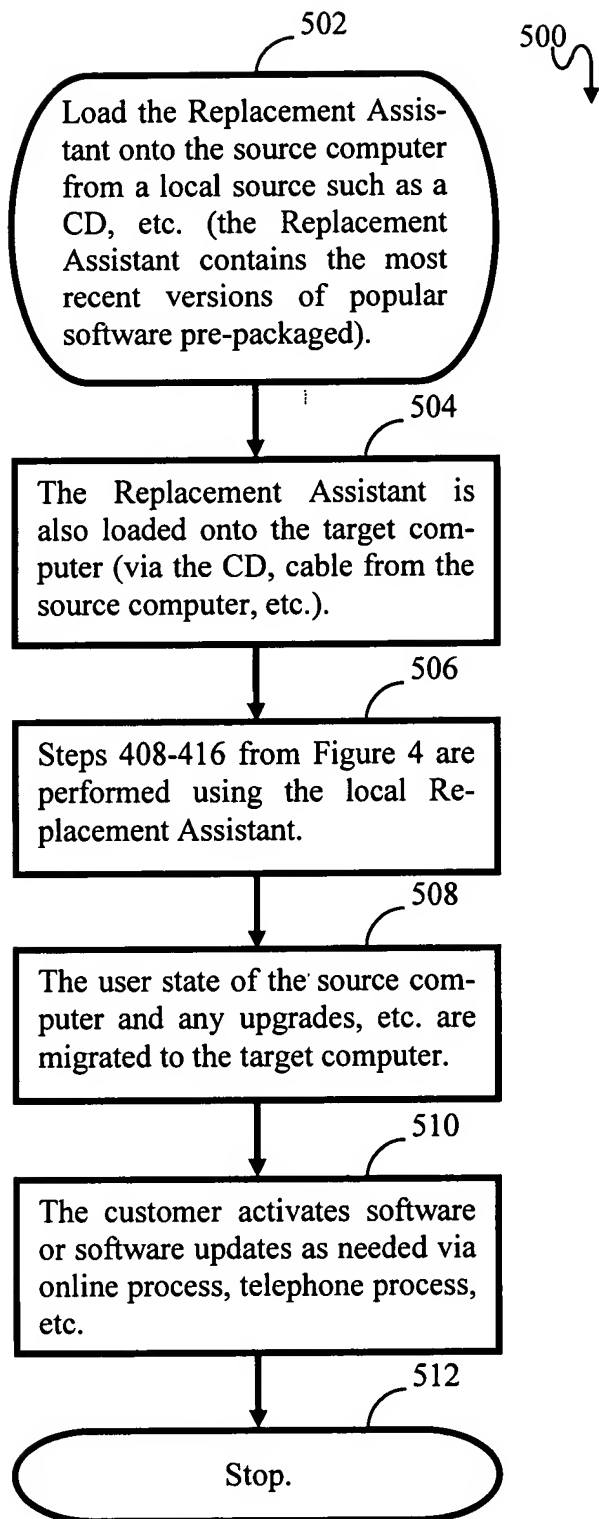 502
500
Load the Replacement Assis-
tant onto the source computer
from a local source such as a
CD, etc. (the Replacement
Assistant contains the most
recent versions of popular
software pre-packaged).
504
The Replacement Assistant is
also loaded onto the target com-
puter (via the CD, cable from the
source computer, etc.).
506
Steps 408-416 from Figure 4 are
performed using the local Re-
placement Assistant.
508
The user state of the source com-
puter and any upgrades, etc. are
migrated to the target computer.
510
The customer activates software
or software updates as needed via
online process, telephone process,
etc.
512
Stop.